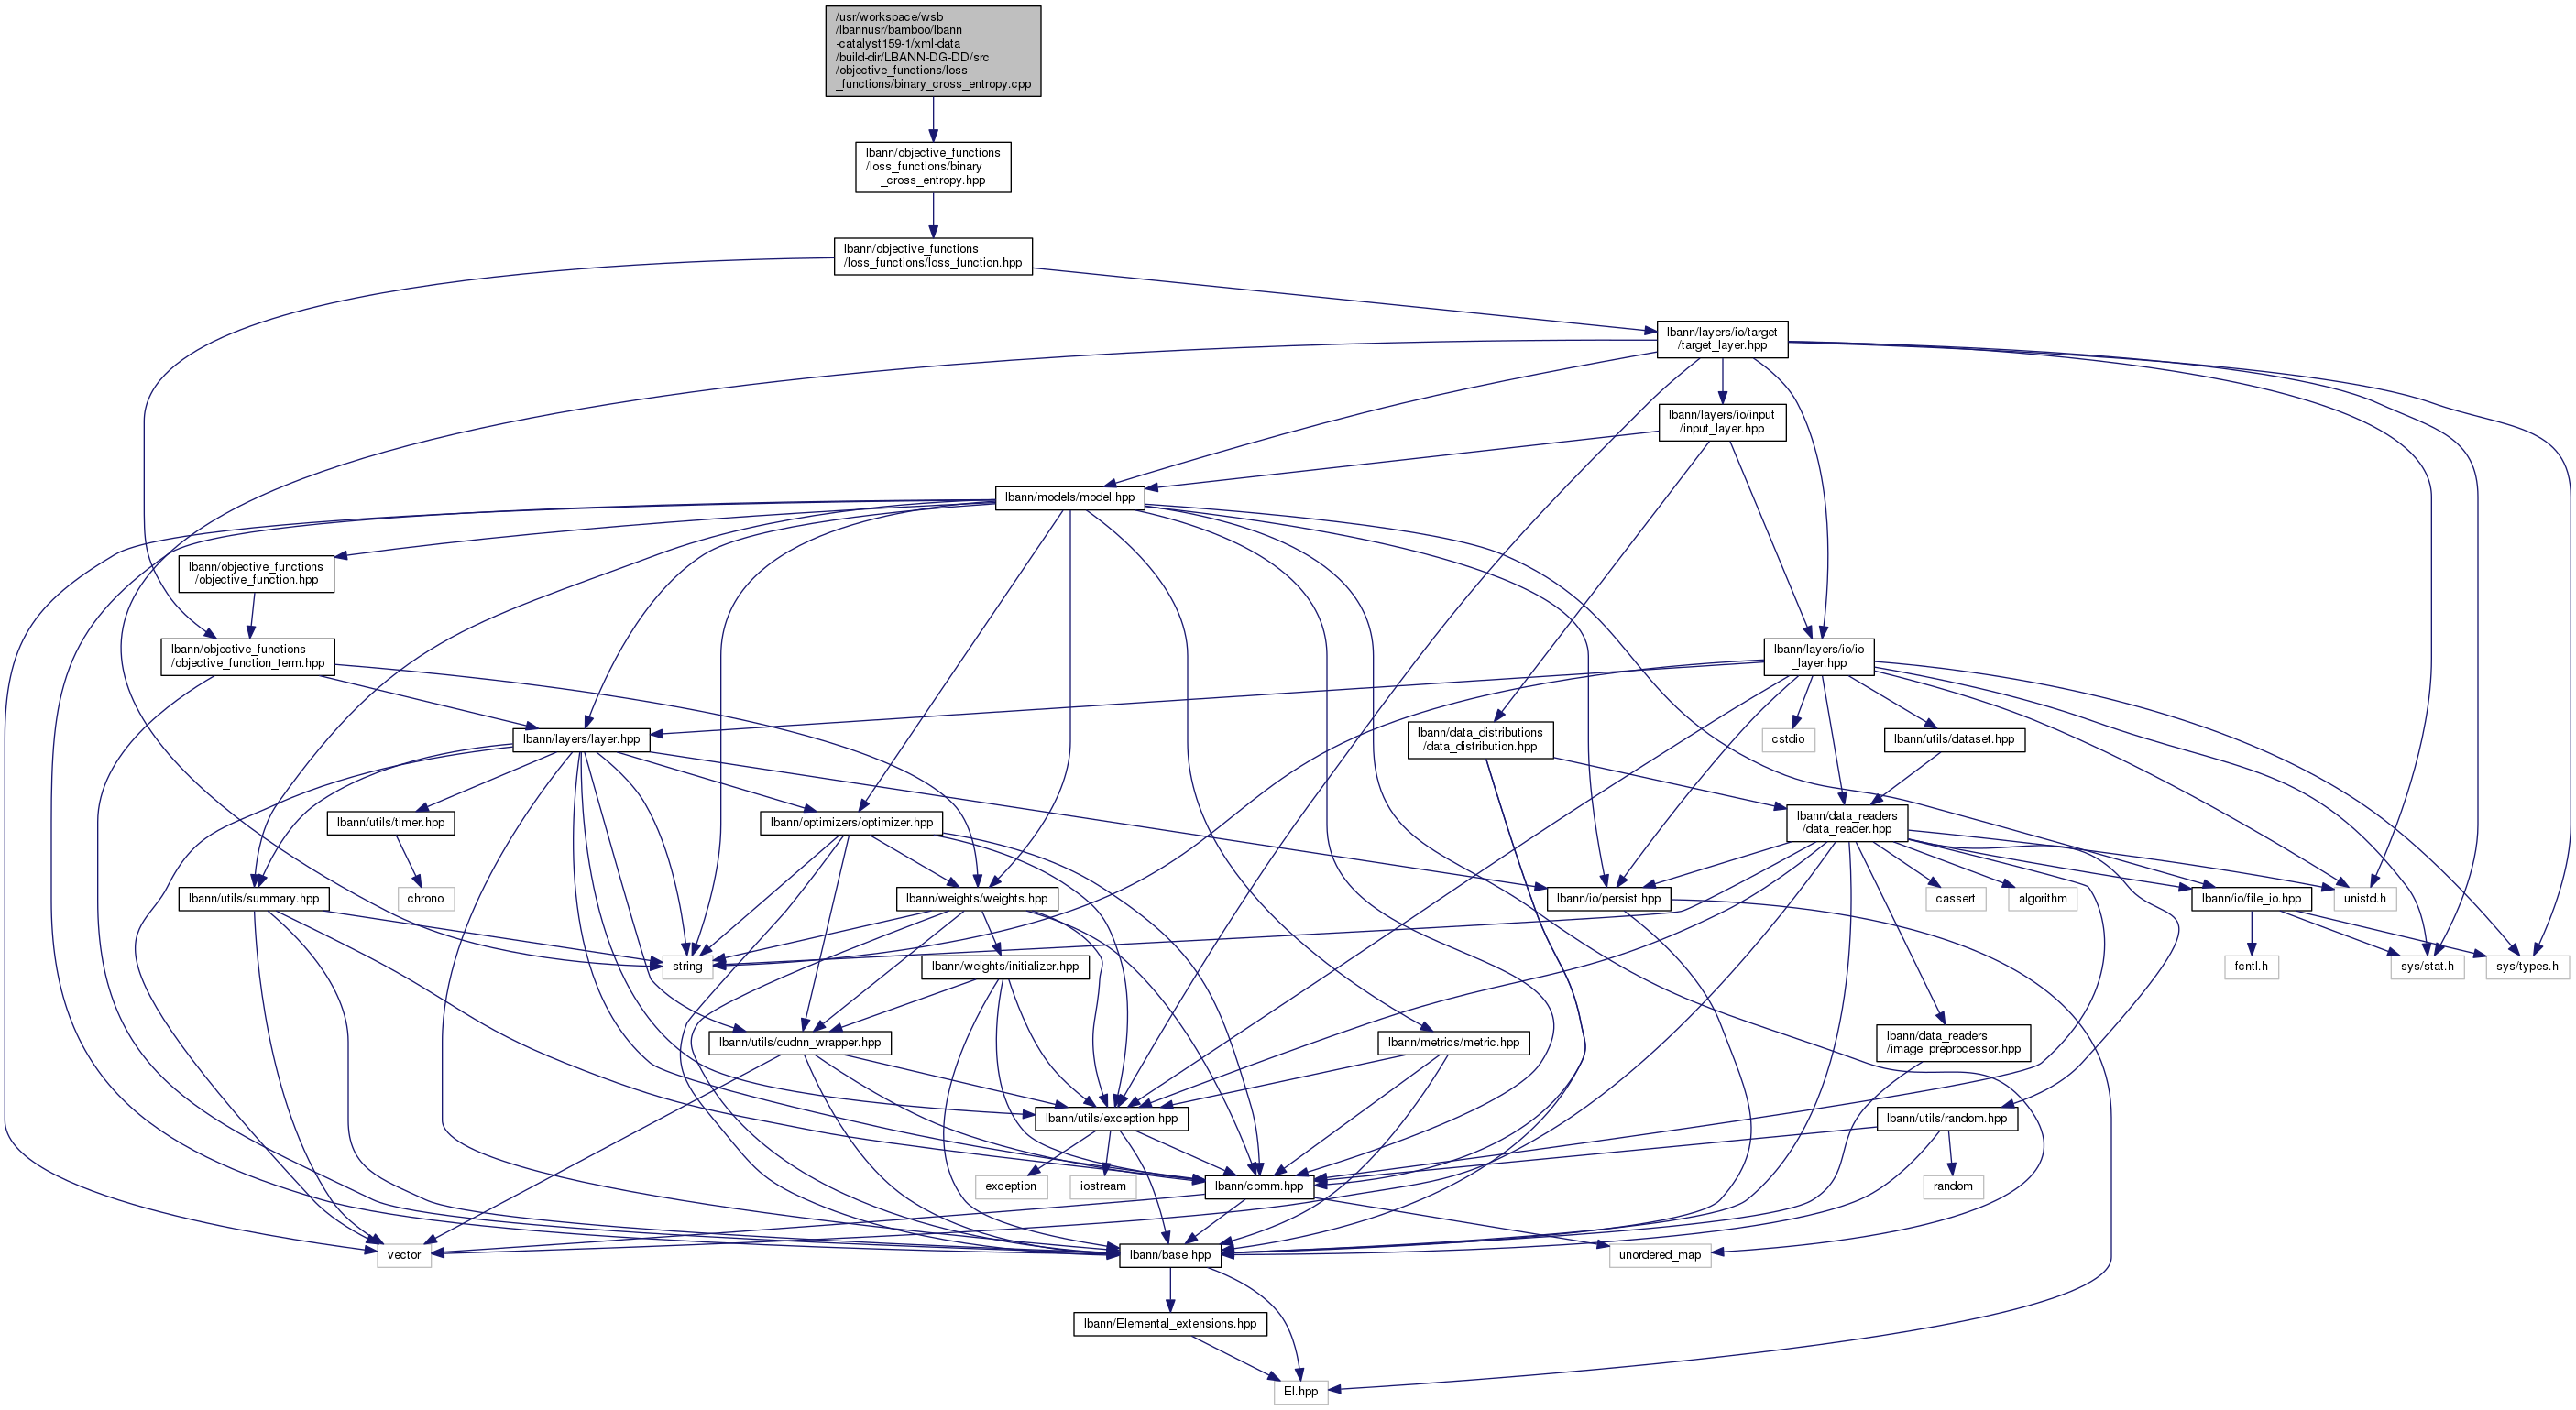 /usr/workspace/wsb
/lbannusr/bamboo/lbann
-catalyst159-1/xml-data
/build-dir/LBANN-DG-DD/src
/objective_functions/loss
_functions/binary_cross_entropy.cpp
lbann/objective_functions
/loss_functions/binary
_cross_entropy.hpp
lbann/objective_functions
/loss_functions/loss_function.hpp
lbann/layers/io/target
/target_layer.hpp
lbann/layers/io/input
/input_layer.hpp
lbann/models/model.hpp
lbann/objective_functions
/objective_function.hpp
lbann/objective_functions
/objective_function_term.hpp
lbann/layers/io/io
_layer.hpp
lbann/layers/layer.hpp
lbann/data_distributions
/data_distribution.hpp
cstdio
lbann/utils/dataset.hpp
lbann/utils/timer.hpp
lbann/optimizers/optimizer.hpp
lbann/data_readers
/data_reader.hpp
lbann/utils/summary.hpp
chrono
lbann/weights/weights.hpp
lbann/io/persist.hpp
cassert
algorithm
lbann/io/file_io.hpp
unistd.h
string
lbann/weights/initializer.hpp
fcntl.h
sys/stat.h
sys/types.h
lbann/utils/cudnn_wrapper.hpp
lbann/metrics/metric.hpp
lbann/data_readers
/image_preprocessor.hpp
lbann/utils/exception.hpp
lbann/utils/random.hpp
exception
iostream
lbann/comm.hpp
random
vector
lbann/base.hpp
unordered_map
lbann/Elemental_extensions.hpp
El.hpp